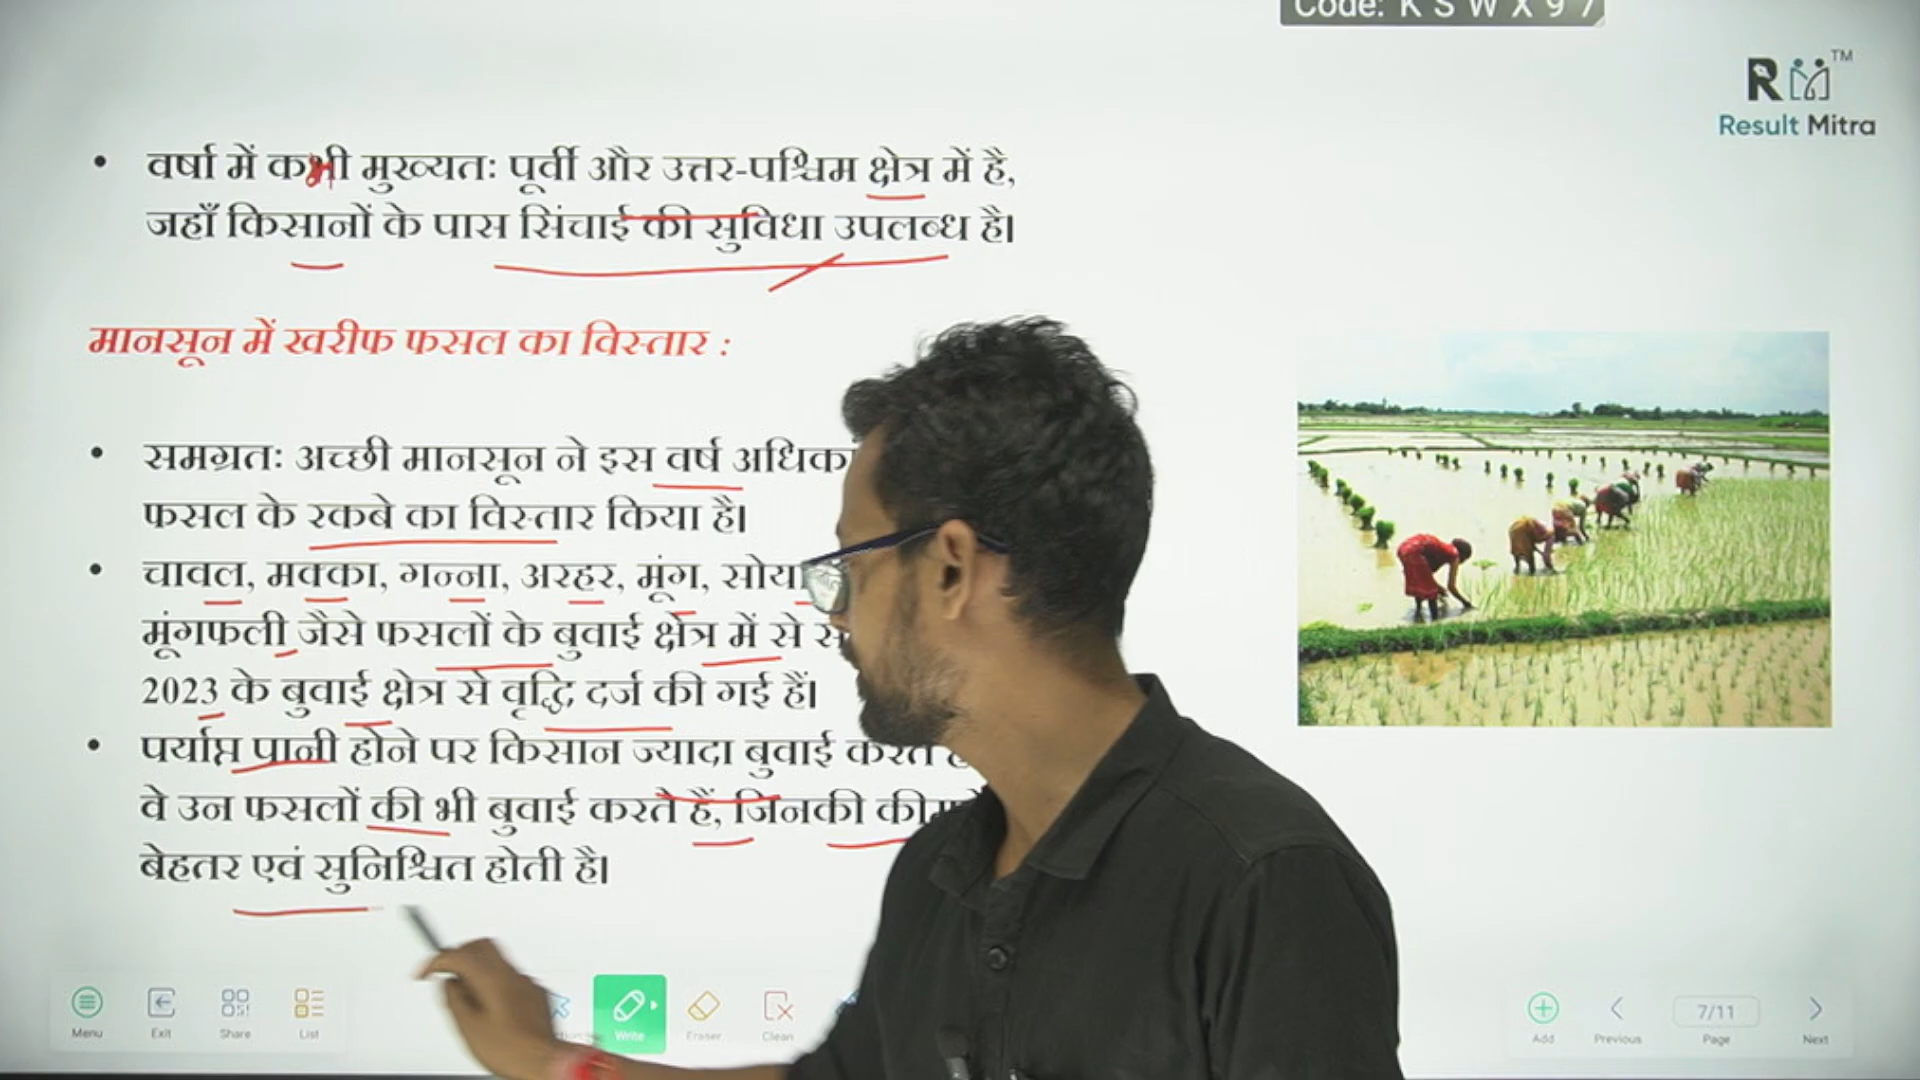 Code: K S W X 9 7
R TM
Result Mitra
• वर्षा में कमी मुख्यतः पूर्वी और उत्तर-पश्चिम क्षेत्र में है,
जहाँ किसानों के पास सिंचाई की सुविधा उपलब्ध है।
मानसून में खरीफ फसल का विस्तार :
• समग्रतः अच्छी मानसून ने इस वर्ष
फसल के रकबे का विस्तार किया है।
• चावल, मक्का, गन्ना, अरहर, मूंग,
मूंगफली जैसे फसलों के बुवाई क्षेत्र में से
2023 के बुवाई क्षेत्र से वृद्धि दर्ज की गई हैं।
• पर्याप्त पानी होने पर किसान ज्यादा बुवाई करते
वे उन फसलों की भी बुवाई करते हैं, जिनकी
बेहतर एवं सुनिश्चित होती है।
Menu Exit Share List Write Eraser Clean Add Previous 7/11 Page Next